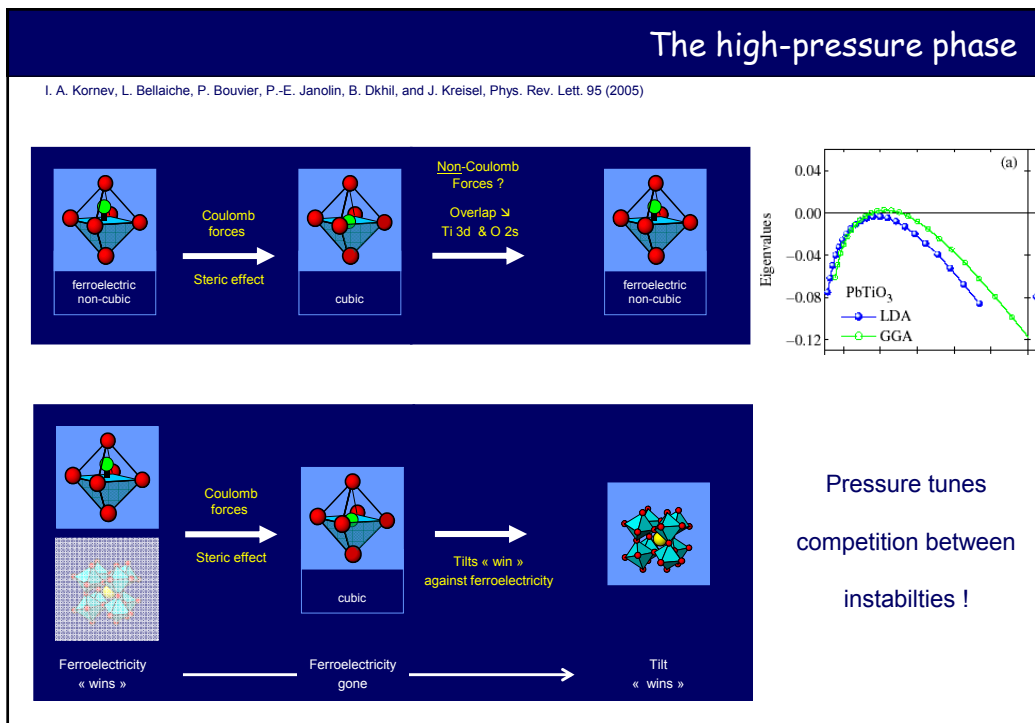 The high-pressure phase
I. A. Kornev, L. Bellaiche, P. Bouvier, P.-E. Janolin, B. Dkhil, and J. Kreisel, Phys. Rev. Lett. 95 (2005)
ferroelectric
non-cubic
Coulomb
forces
Steric effect
cubic
Non-Coulomb
Forces ?
Overlap ↘
Ti 3d & O 2s
ferroelectric
non-cubic
(a)
0.04
0.00
−0.04
−0.08
−0.12
Eigenvalues
PbTiO₃
LDA
GGA
Coulomb
forces
Steric effect
cubic
Tilts « win »
against ferroelectricity
Ferroelectricity
« wins »
Ferroelectricity
gone
Tilt
« wins »
Pressure tunes
competition between
instabilties !